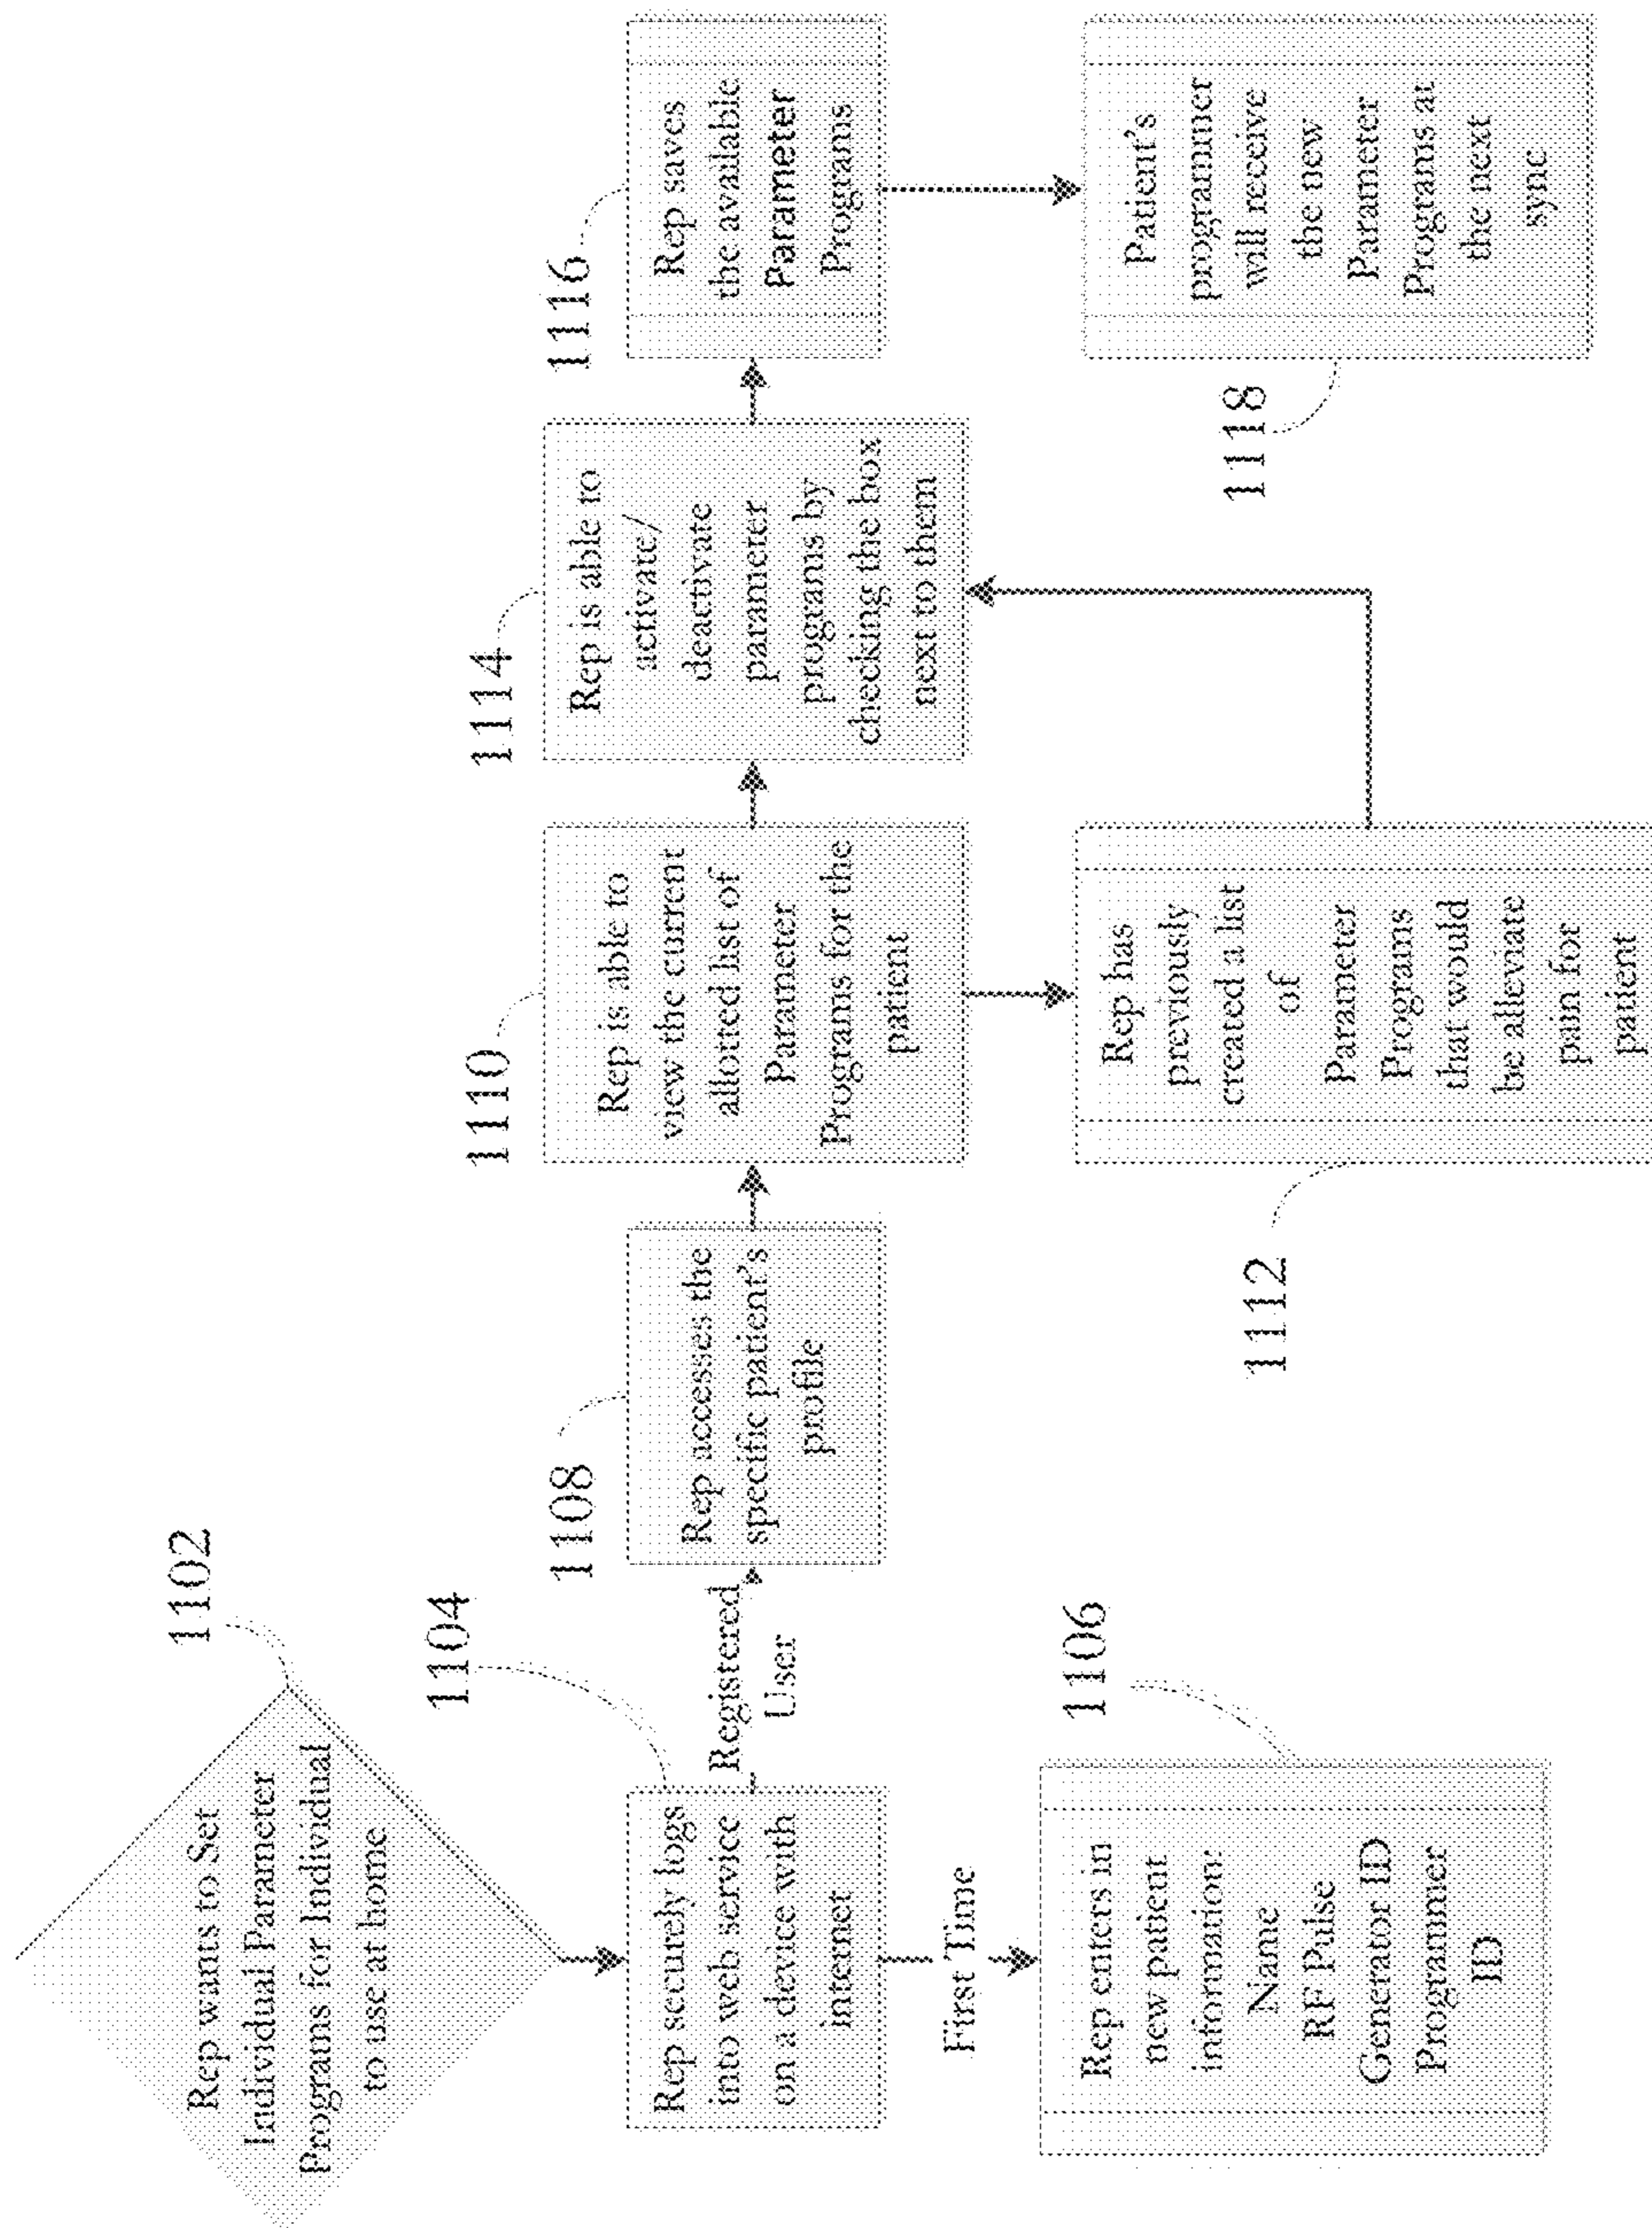 1102
Rep wants to Set
Individual Parameter
Programs for Individual
to use at home
1104
Rep securely logs
into web service
on a device with
internet
Registered
User
First Time
1106
Rep enters in
new patient
information:
Name
RF Pulse
Generator ID
Programmer
ID
1108
Rep accesses the
specific patient's
profile
1110
Rep is able to
view the current
allotted list of
Parameter
Programs for the
patient
1112
Rep has
previously
created a list
of
Parameter
Programs
that would
be alleviate
pain for
patient
1114
Rep is able to
activate/
deactivate
parameter
programs by
checking the box
next to them
1116
Rep saves
the available
Parameter
Programs
1118
Patient's
programmer
will receive
the new
Parameter
Programs at
the next
sync